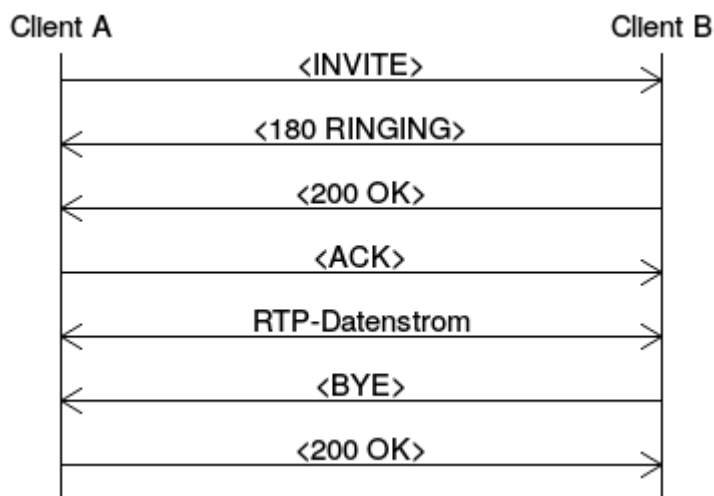 Client A
Client B
<INVITE>
<180 RINGING>
<200 OK>
<ACK>
RTP-Datenstrom
<BYE>
<200 OK>